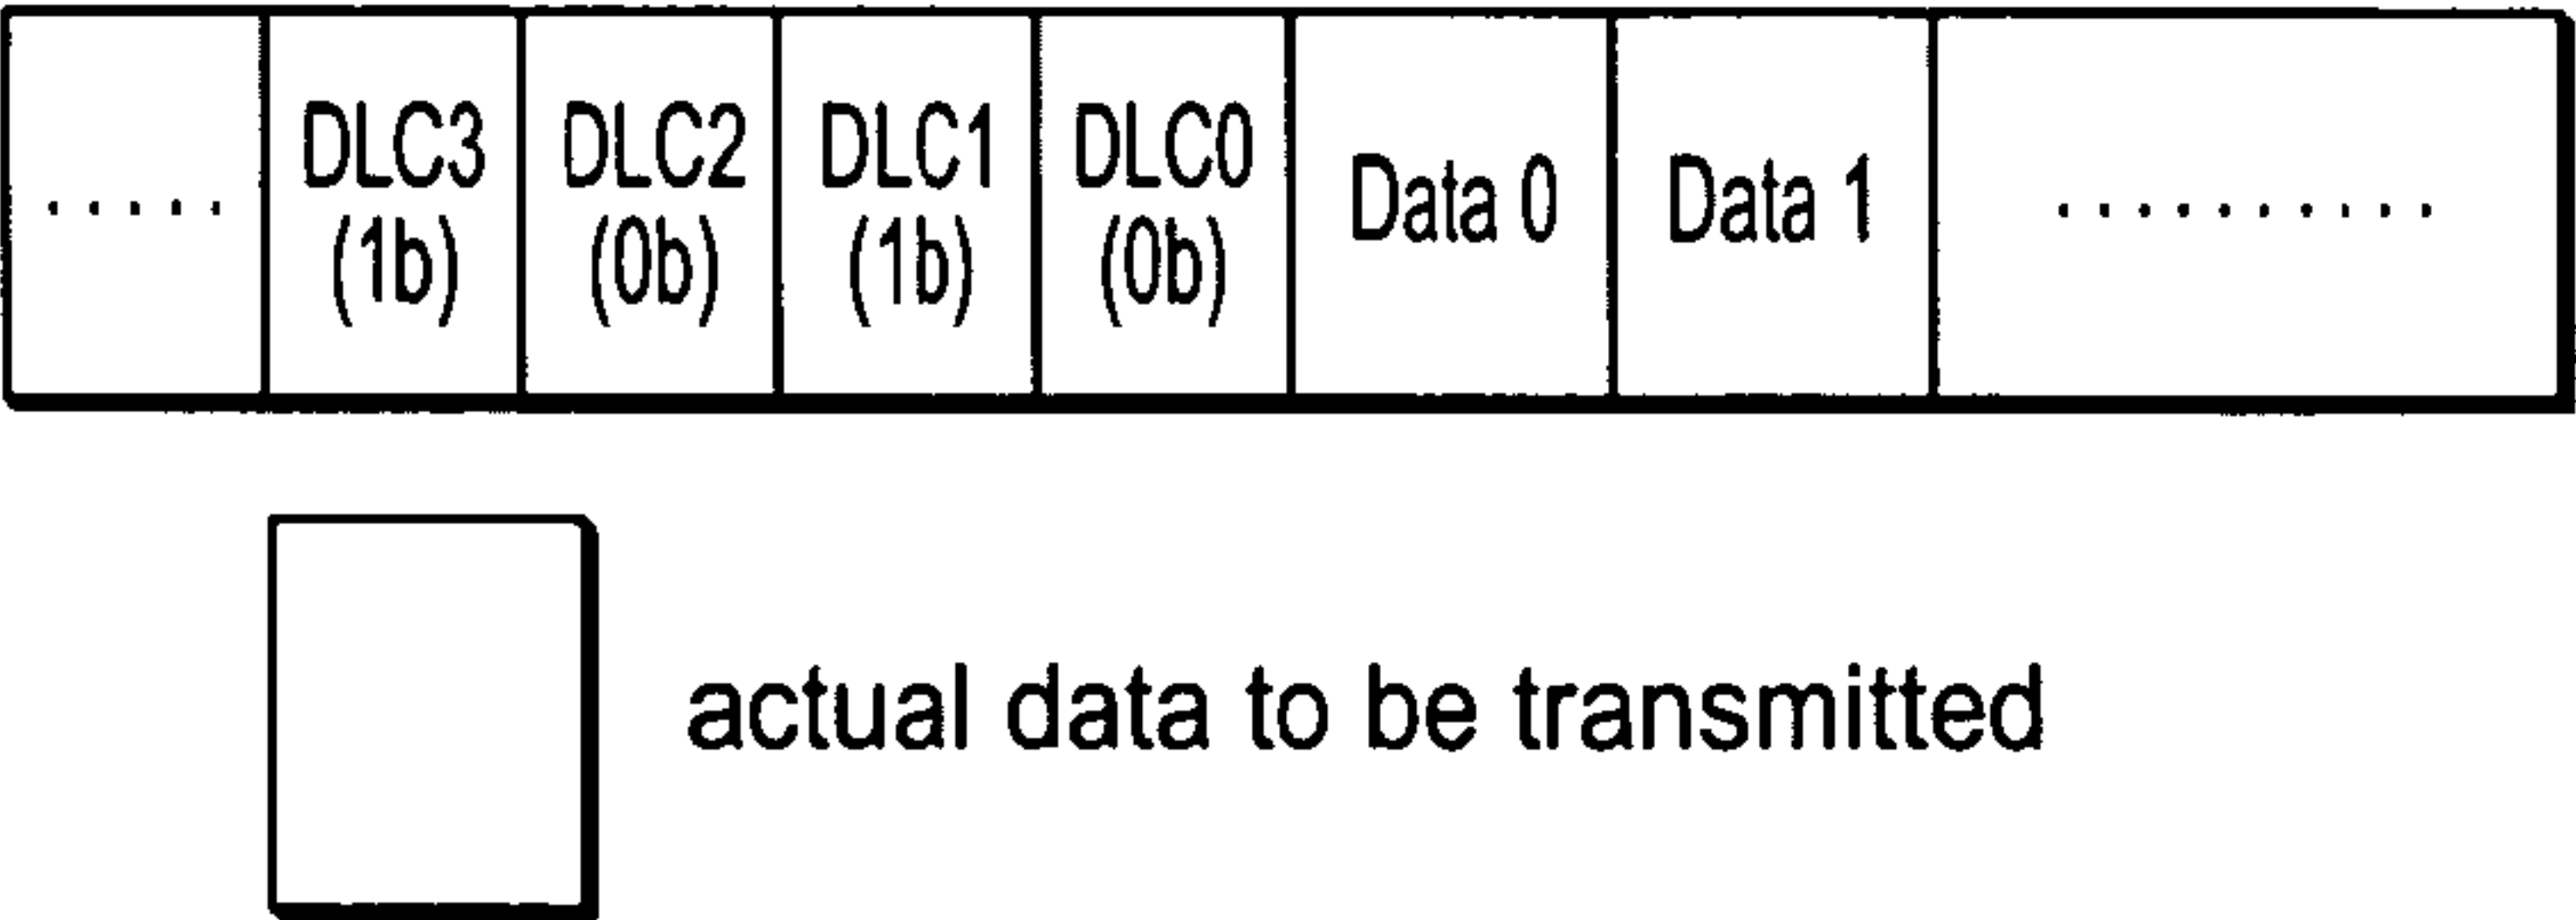 ..... DLC3 DLC2 DLC1 DLC0 Data 0 Data 1 ..........
(1b) (0b) (1b) (0b)
actual data to be transmitted